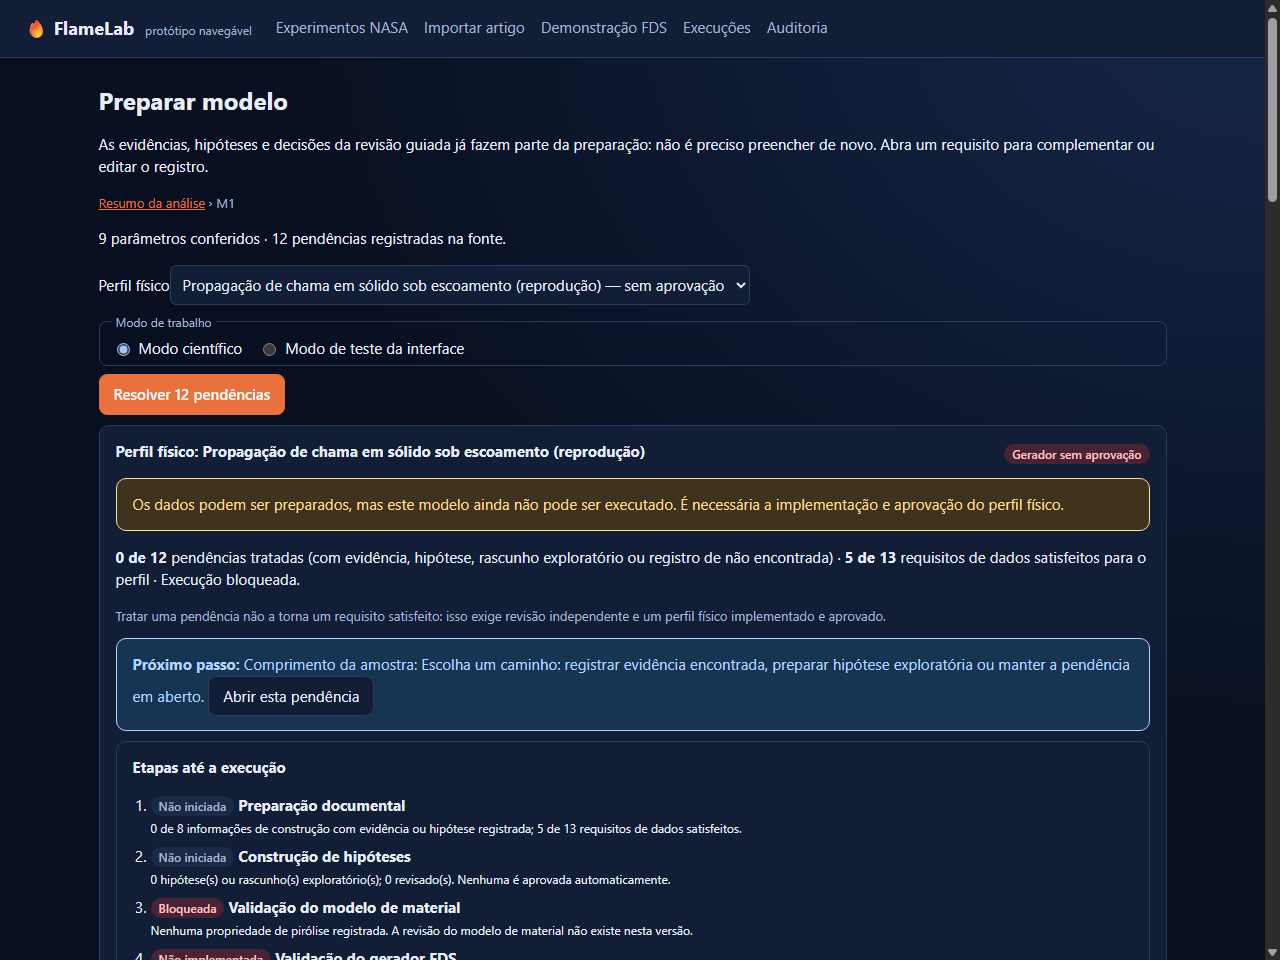 FlameLab protótipo navegável Experimentos NASA Importar artigo Demonstração FDS Execuções Auditoria
Preparar modelo
As evidências, hipóteses e decisões da revisão guiada já fazem parte da preparação: não é preciso preencher de novo. Abra um requisito para complementar ou
editar o registro.
Resumo da análise › M1
9 parâmetros conferidos · 12 pendências registradas na fonte.
Perfil físico Propagação de chama em sólido sob escoamento (reprodução) — sem aprovação
Modo de trabalho
Modo científico Modo de teste da interface
Resolver 12 pendências
Perfil físico: Propagação de chama em sólido sob escoamento (reprodução) Gerador sem aprovação
Os dados podem ser preparados, mas este modelo ainda não pode ser executado. É necessária a implementação e aprovação do perfil físico.
0 de 12 pendências tratadas (com evidência, hipótese, rascunho exploratório ou registro de não encontrada) · 5 de 13 requisitos de dados satisfeitos para o
perfil · Execução bloqueada.
Tratar uma pendência não a torna um requisito satisfeito: isso exige revisão independente e um perfil físico implementado e aprovado.
Próximo passo: Comprimento da amostra: Escolha um caminho: registrar evidência encontrada, preparar hipótese exploratória ou manter a pendência
em aberto. Abrir esta pendência
Etapas até a execução
1. Não iniciada Preparação documental
0 de 8 informações de construção com evidência ou hipótese registrada; 5 de 13 requisitos de dados satisfeitos.
2. Não iniciada Construção de hipóteses
0 hipótese(s) ou rascunho(s) exploratório(s); 0 revisado(s). Nenhuma é aprovada automaticamente.
3. Bloqueada Validação do modelo de material
Nenhuma propriedade de pirólise registrada. A revisão do modelo de material não existe nesta versão.
4. Não implementada Validação do gerador FDS